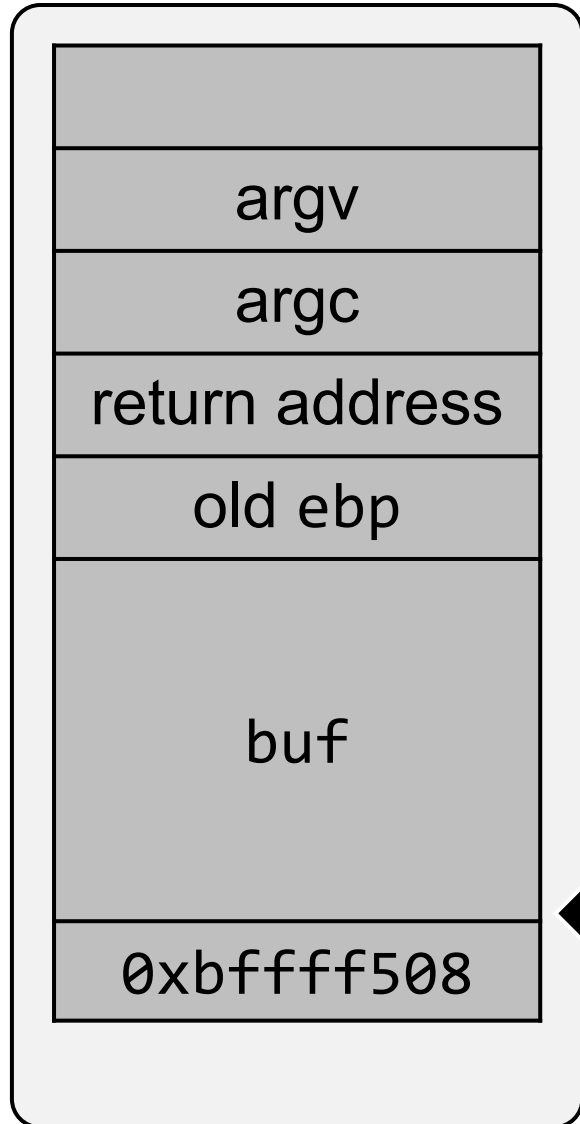 argv
argc
return address
old ebp
buf
0xbffff508